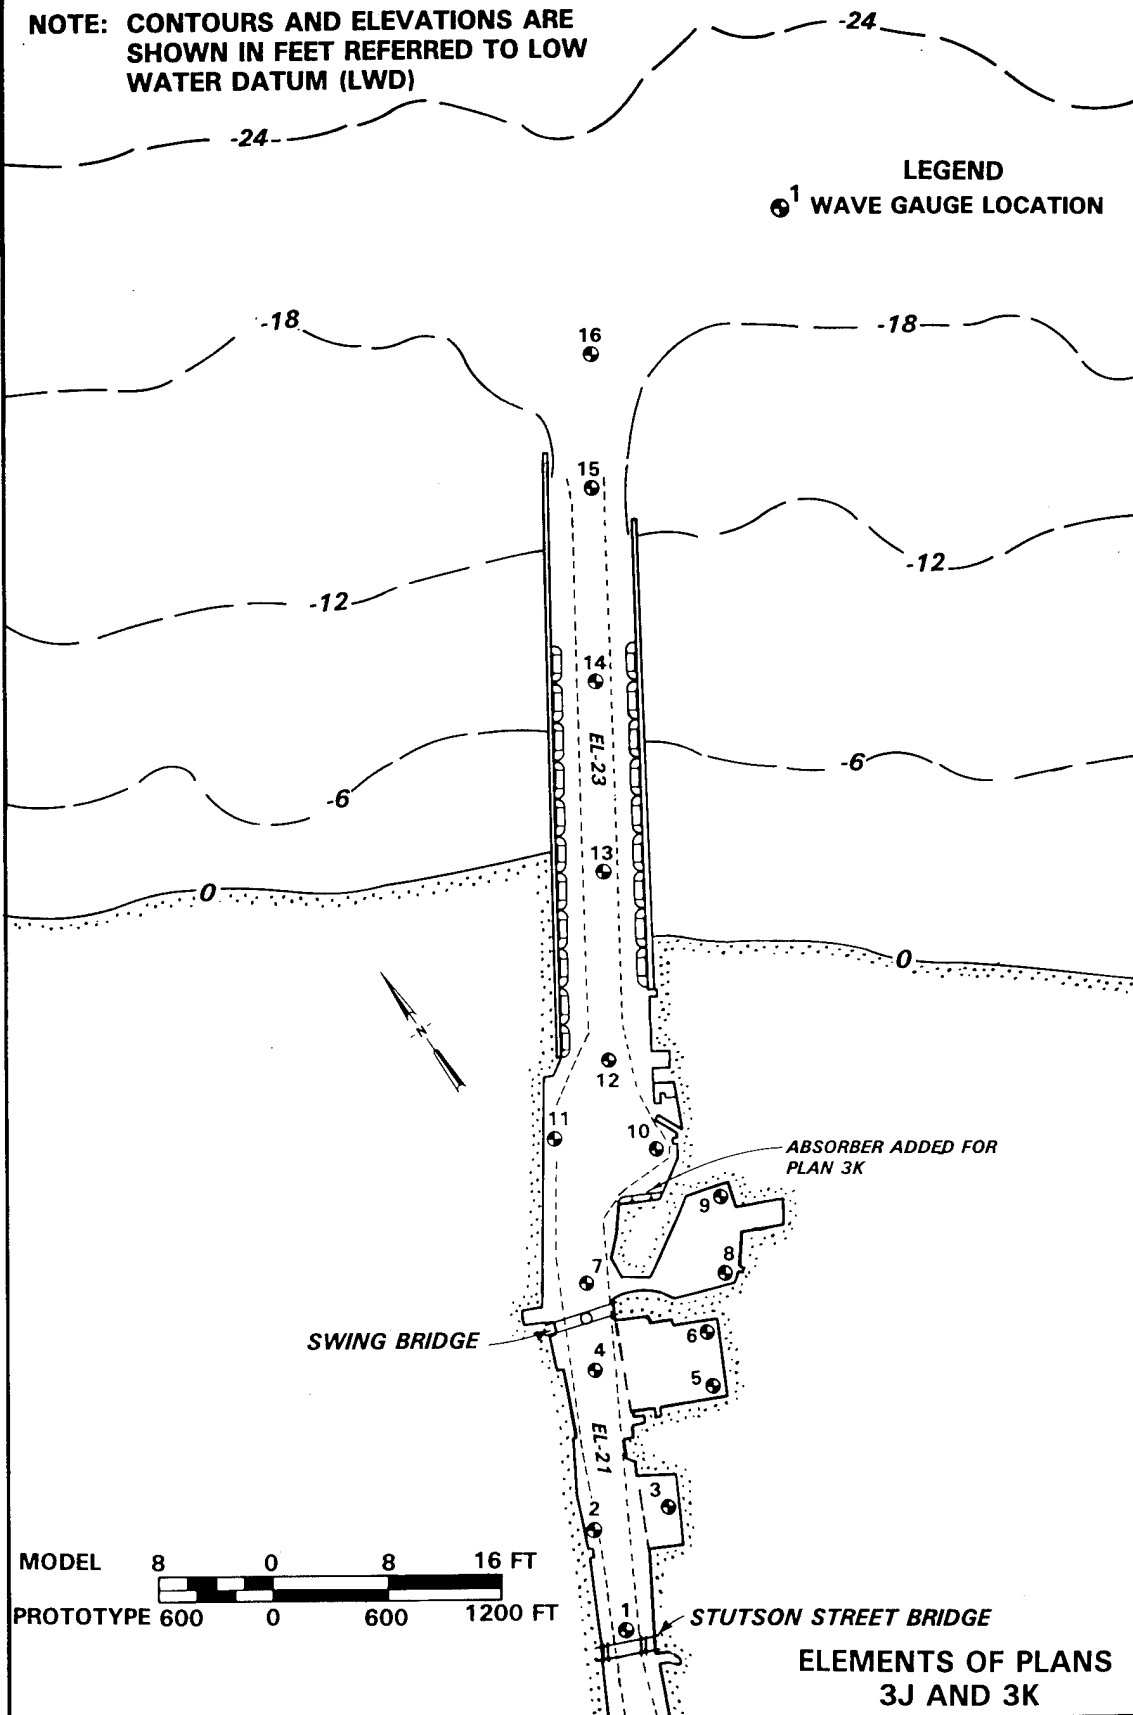 NOTE: CONTOURS AND ELEVATIONS ARE
SHOWN IN FEET REFERRED TO LOW
WATER DATUM (LWD)
-24
-24-
LEGEND
1 WAVE GAUGE LOCATION
-18
-18
16
15
-12
-12
14
EL-23
-6
-6
13
0
0
N
12
11
10
ABSORBER ADDED FOR
PLAN 3K
9
8
7
SWING BRIDGE
6
4
5
EL-21
3
2
MODEL 8 0 8 16 FT
PROTOTYPE 600 0 600 1200 FT
1
STUTSON STREET BRIDGE
ELEMENTS OF PLANS
3J AND 3K